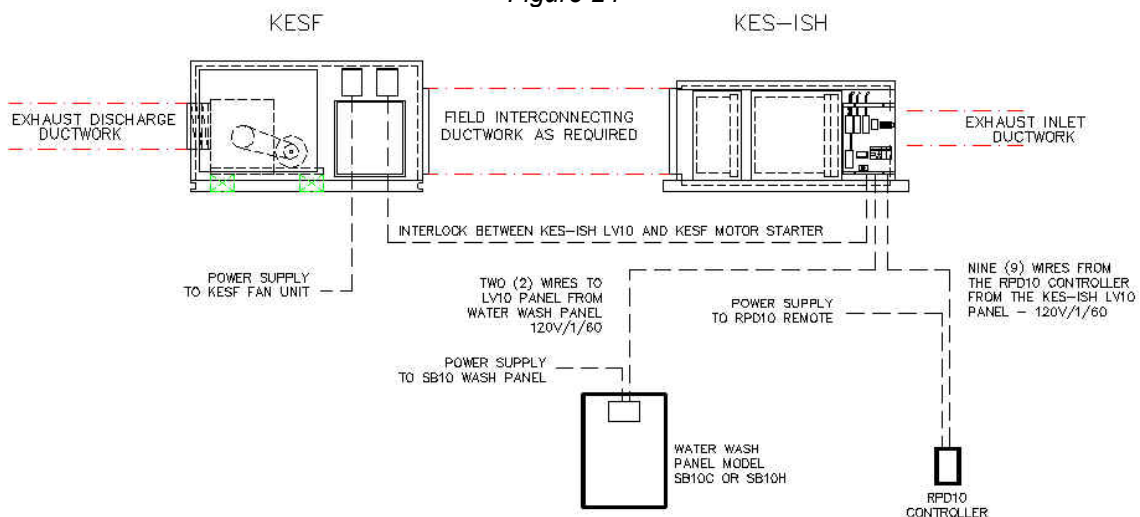 KESF
KES-ISH
EXHAUST DISCHARGE
DUCTWORK
FIELD INTERCONNECTING
DUCTWORK AS REQUIRED
EXHAUST INLET
DUCTWORK
INTERLOCK BETWEEN KES-ISH LV10 AND KESF MOTOR STARTER
POWER SUPPLY
TO KESF FAN UNIT
TWO (2) WIRES TO
LV10 PANEL FROM
WATER WASH PANEL
120V/1/60
POWER SUPPLY
TO RPD10 REMOTE
NINE (9) WIRES FROM
THE RPD10 CONTROLLER
FROM THE KES-ISH LV10
PANEL - 120V/1/60
POWER SUPPLY
TO SB10 WASH PANEL
WATER WASH
PANEL MODEL
SB10C OR SB10H
RPD10
CONTROLLER